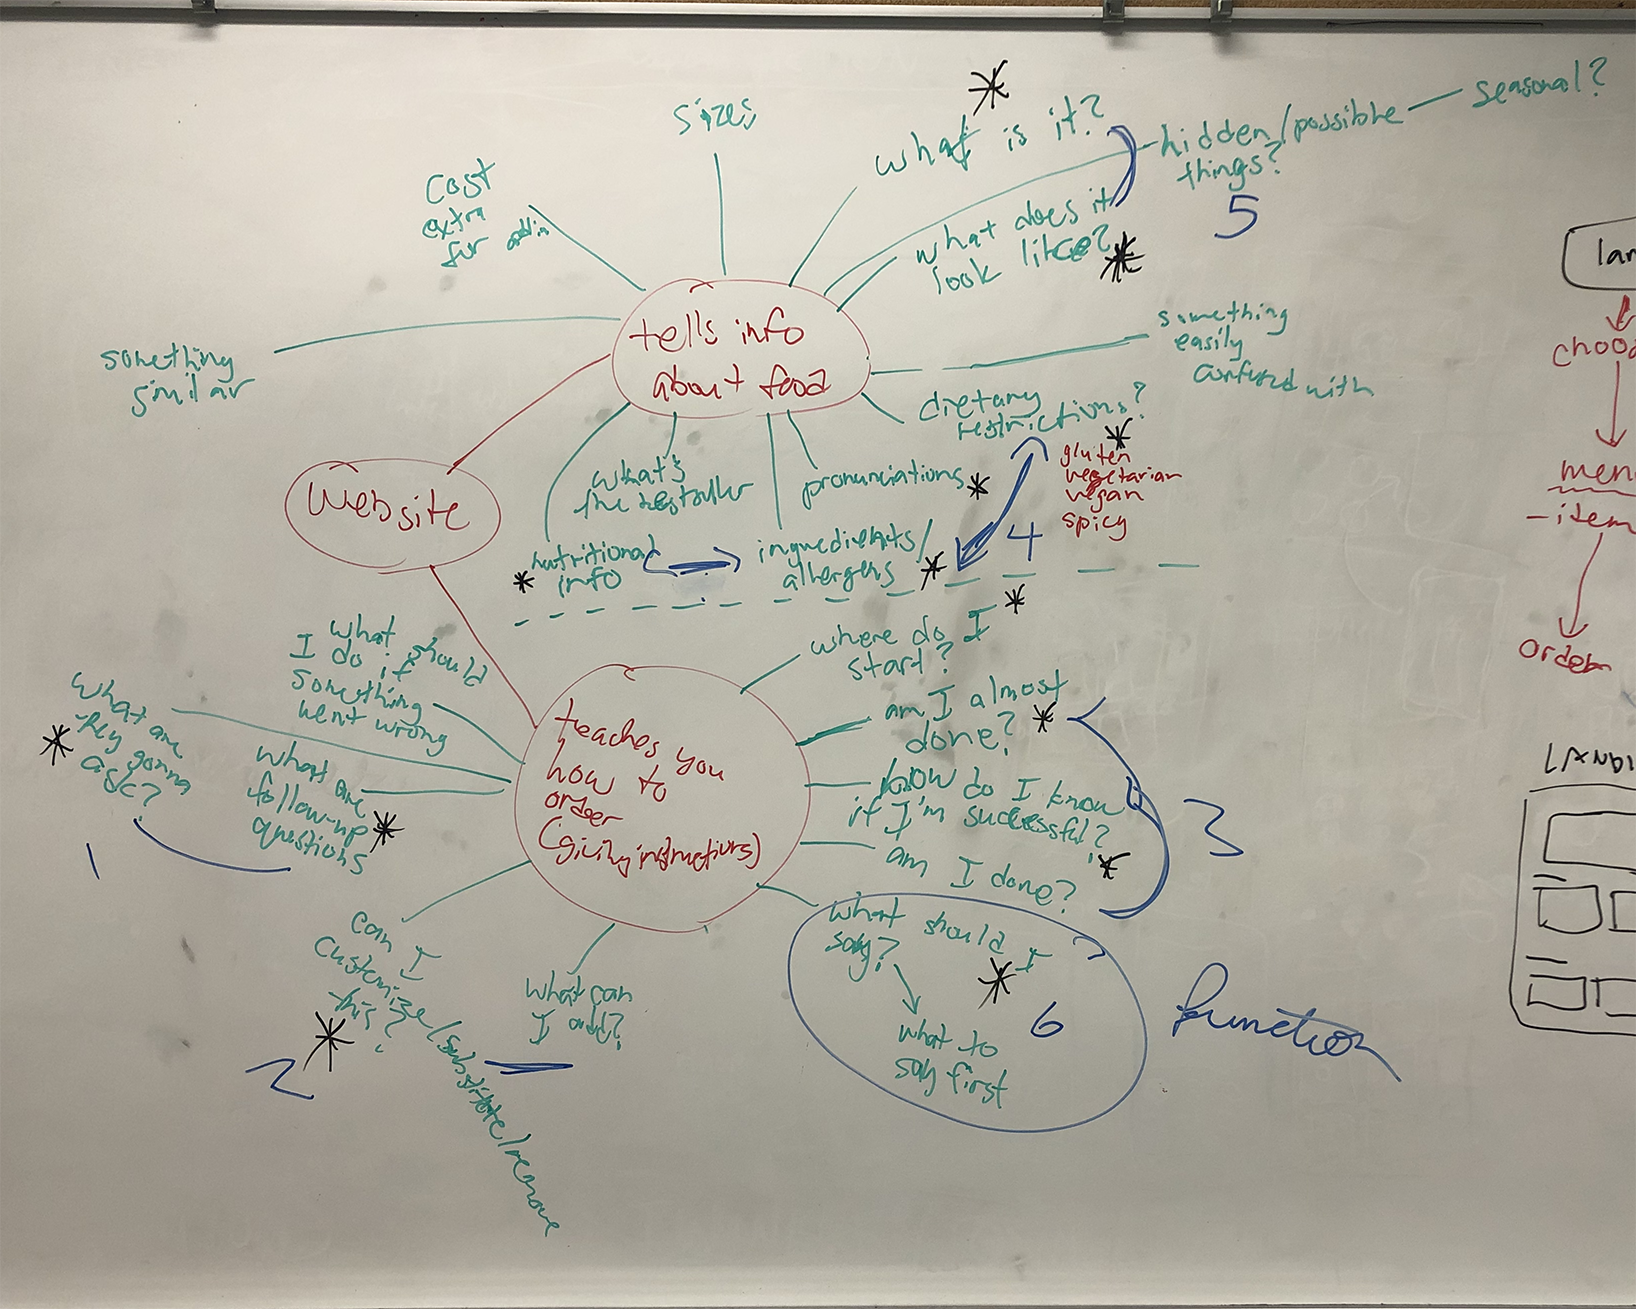 sizes
what is it?
hidden/possible
things?
seasonal?
5
cost
extra
for
what does it
look like?
tells info
about food
something
easily
confused with
something
similar
dietary
restrictions?
gluten
vegetarian
vegan
spicy
what's
the bestseller
pronunciations
4
website
nutritional
info
ingredients/
allergens
where do I
start?
what should
I do if
something
went wrong
what are
they gonna
ask?
1
what are
follow-up
questions
teaches you
how to
order
(giving instructions)
am I almost
done?
how do I know
if I'm successful?
am I done?
3
can I
customize/substitute/remove
this?
2
what can
I add?
what should I
say?
what to
say first
6
function
lan
choo
men
-item
order
LANDI